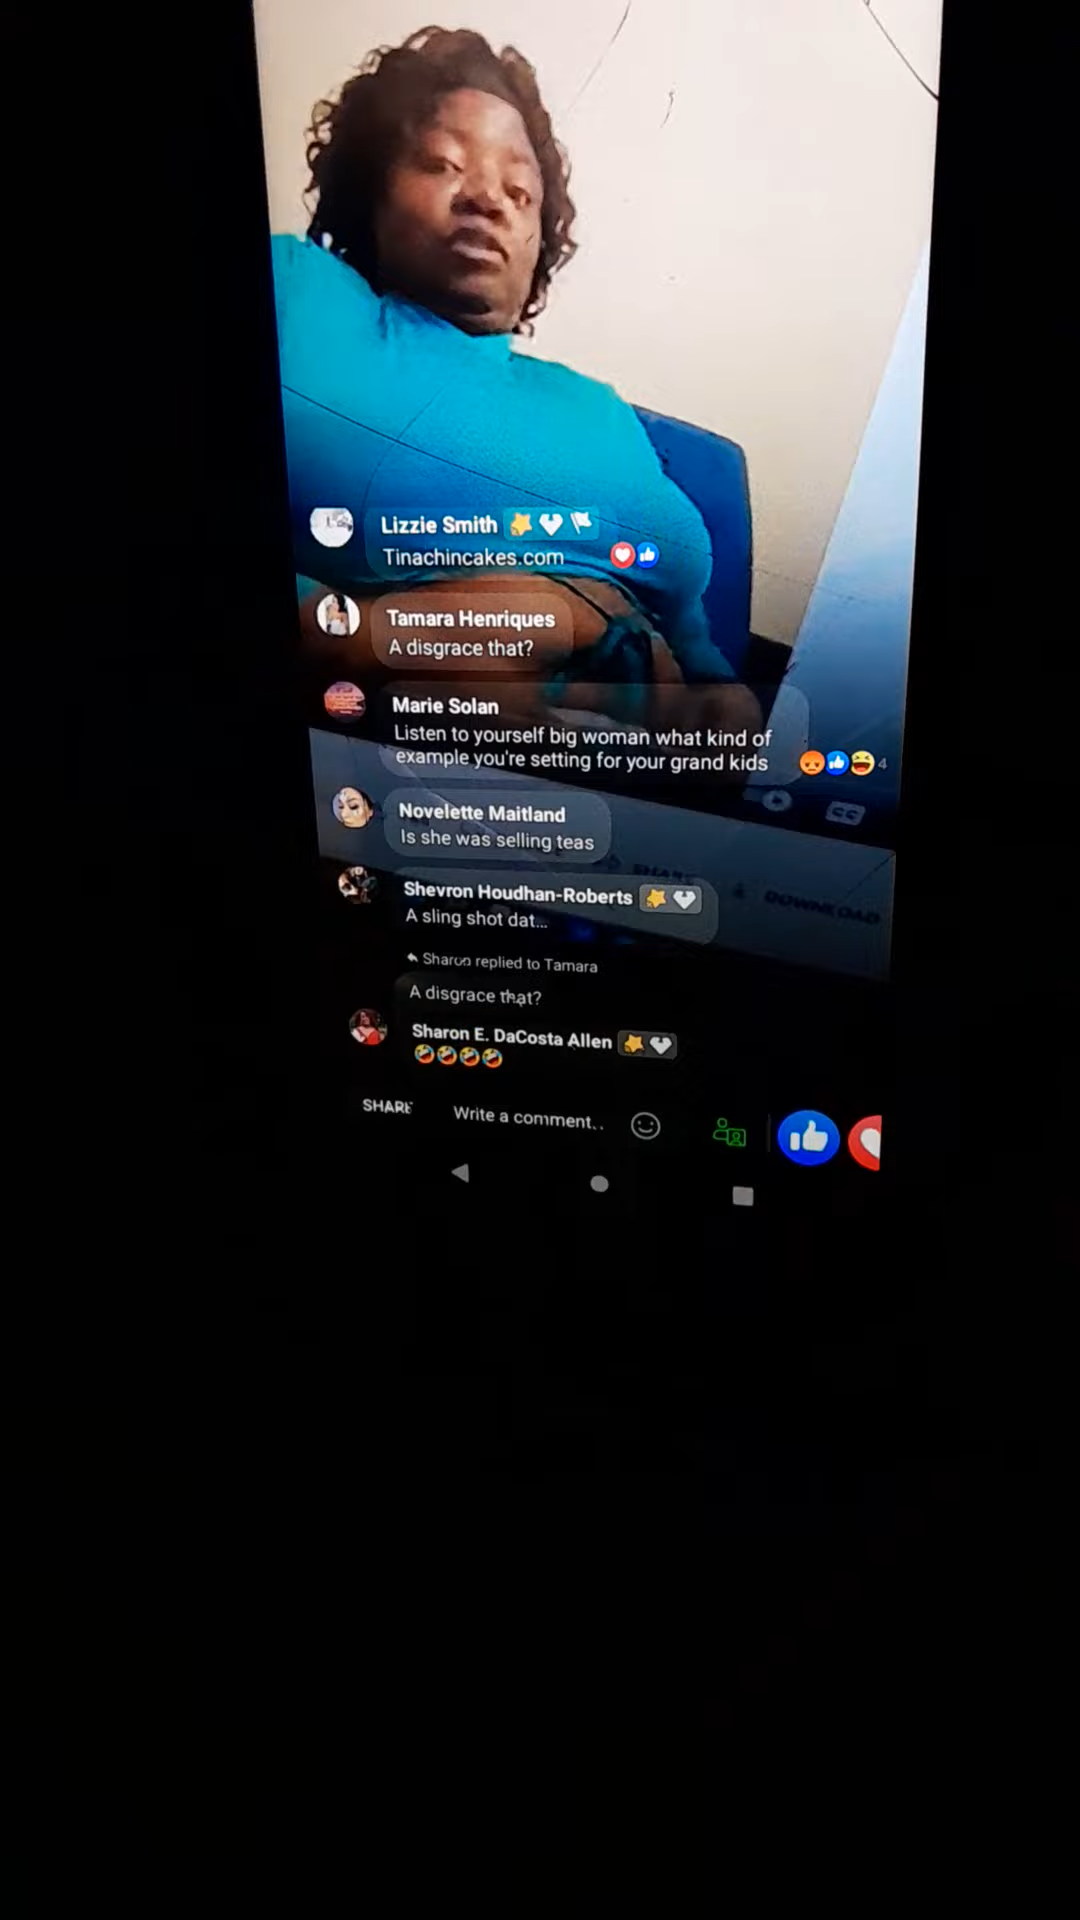 Lizzie Smith
Tinachincakes.com
Tamara Henriques
A disgrace that?
Marie Solan
Listen to yourself big woman what kind of
example you're setting for your grand kids
4
CC
Novelette Maitland
Is she was selling teas
SHARE
DOWNLOAD
Shevron Houdhan-Roberts
A sling shot dat...
Sharon replied to Tamara
A disgrace that?
Sharon E. DaCosta Allen
🤣🤣🤣🤣
SHARE
Write a comment..